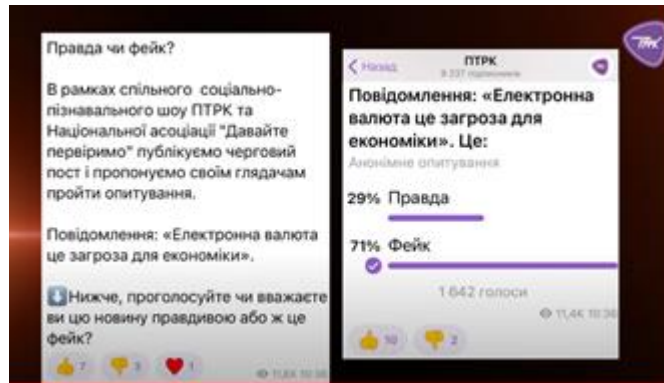 Правда чи фейк?
В рамках спільного соціально-
пізнавального шоу ПТРК та
Національної асоціації "Давайте
первіримо" публікуємо черговий
пост і пропонуємо своїм глядачам
пройти опитування.
Повідомлення: «Електронна валюта
це загроза для економіки».
⬇️Нижче, проголосуйте чи вважаєте
ви цю новину правдивою або ж це
фейк?
👍 7 👎 3 ❤️ 1
Назад
ПТРК
Повідомлення: «Електронна
валюта це загроза для
економіки». Це:
Анонімне опитування
29% Правда
71% Фейк
1 642 голоси
11,4K 10:36
👍 10 👎 2
ПТРК